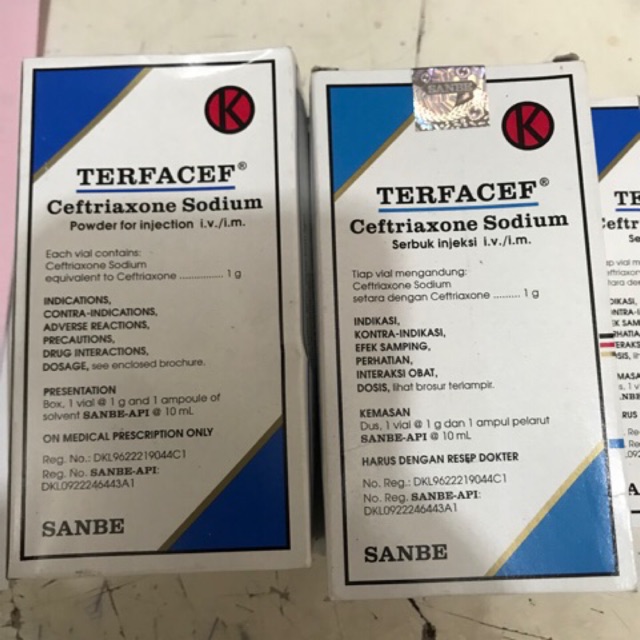 K
TERFACEF®
Ceftriaxone Sodium
Powder for injection i.v./i.m.
Each vial contains:
Ceftriaxone Sodium
equivalent to Ceftriaxone ............... 1 g
INDICATIONS,
CONTRA-INDICATIONS,
ADVERSE REACTIONS,
PRECAUTIONS,
DRUG INTERACTIONS,
DOSAGE, see enclosed brochure.
PRESENTATION
Box, 1 vial @ 1 g and 1 ampoule of
solvent SANBE-API @ 10 mL
ON MEDICAL PRESCRIPTION ONLY
Reg. No.: DKL9622219044C1
Reg. No. SANBE-API:
DKL0922246443A1
SANBE
SANBE
K
TERFACEF®
Ceftriaxone Sodium
Serbuk injeksi i.v./i.m.
Tiap vial mengandung:
Ceftriaxone Sodium
setara dengan Ceftriaxone ......... 1 g
INDIKASI,
KONTRA-INDIKASI,
EFEK SAMPING,
PERHATIAN,
INTERAKSI OBAT,
DOSIS, lihat brosur terlampir.
KEMASAN
Dus, 1 vial @ 1 g dan 1 ampul pelarut
SANBE-API @ 10 mL
HARUS DENGAN RESEP DOKTER
No. Reg.: DKL9622219044C1
No. Reg. SANBE-API:
DKL0922246443A1
SANBE